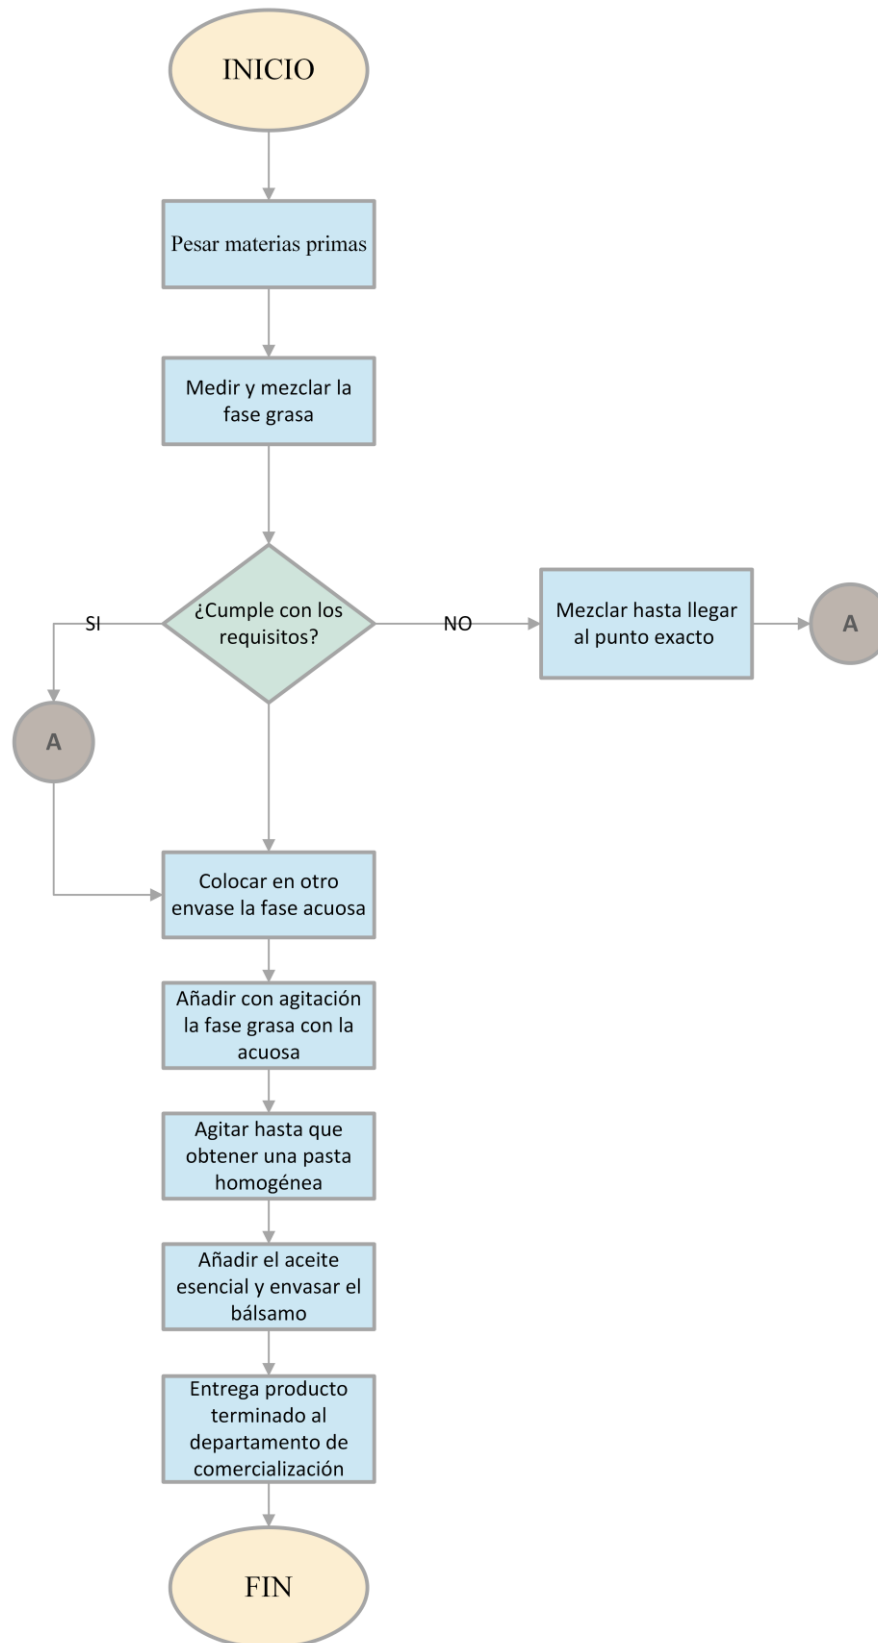 INICIO
Pesar materias primas
Medir y mezclar la
fase grasa
¿Cumple con los
requisitos?
SI
NO
Mezclar hasta llegar
al punto exacto
A
A
Colocar en otro
envase la fase acuosa
Añadir con agitación
la fase grasa con la
acuosa
Agitar hasta que
obtener una pasta
homogénea
Añadir el aceite
esencial y envasar el
bálsamo
Entrega producto
terminado al
departamento de
comercialización
FIN